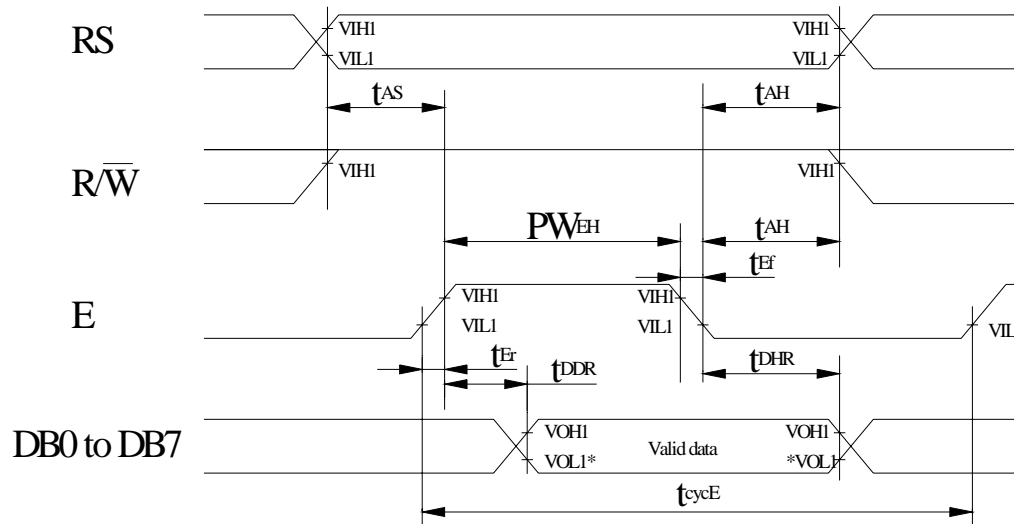 RS
VIH1
VIL1
VIH1
VIL1
tAS
tAH
R/W̅
VIH1
VIH1
PWEH
tAH
tEf
E
VIH1
VIL1
VIH1
VIL1
VIL
tEr
tDDR
tDHR
DB0 to DB7
VOH1
VOL1*
Valid data
VOH1
*VOL1
tcycE